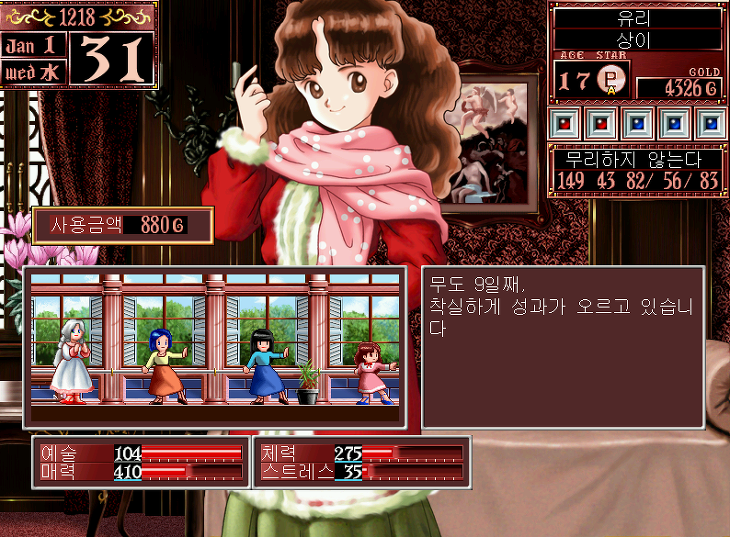 1218
Jan 1
wed 水
31
유리
상이
AGE STAR
17 P A
GOLD
4326 G
무리하지 않는다
149 43 82/ 56/ 83
사용금액 880 G
무도 9일째,
착실하게 성과가 오르고 있습니
다
예술 104
매력 410
체력 275
스트레스 35